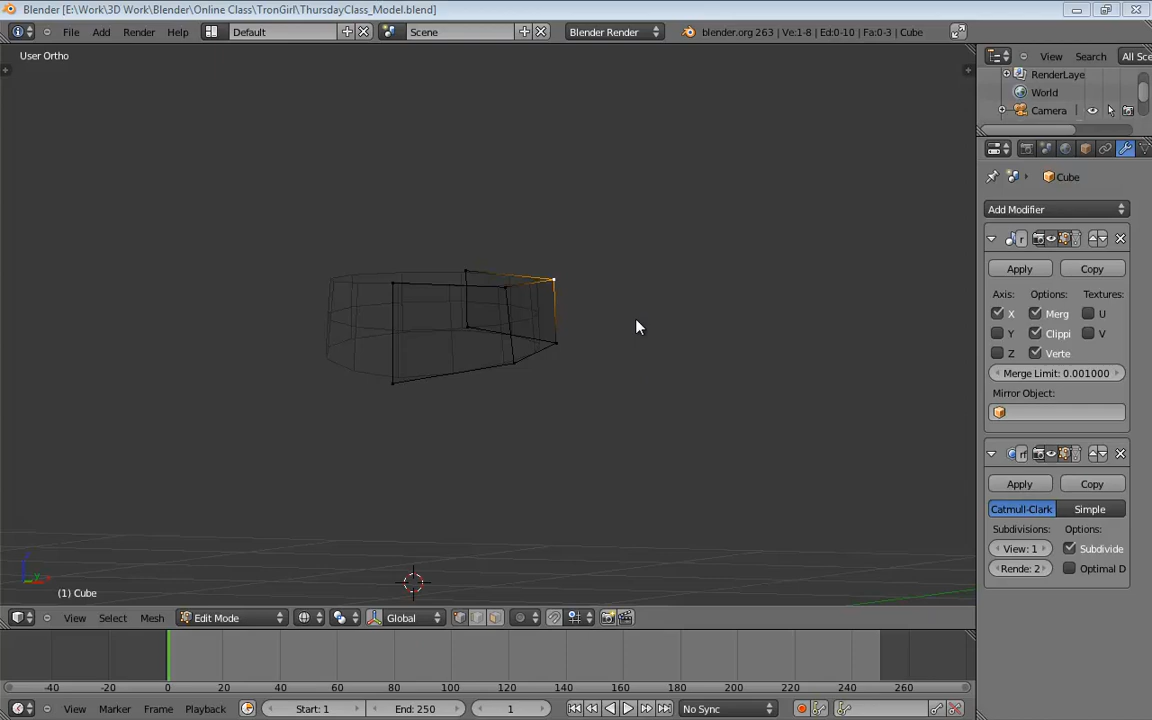 Blender [E:\Work\3D Work\Blender\Online Class\TronGirl\ThursdayClass_Model.blend]
File Add Render Help Default Scene Blender Render blender.org 263 | Ve:1-8 | Ed:0-10 | Fa:0-3 | Cube
User Ortho
View Search All Sce
RenderLaye
World
Camera
Cube
Add Modifier
r
Apply Copy
Axis: Options: Textures:
X Merg U
Y Clippi V
Z Verte
Merge Limit: 0.001000
Mirror Object:
rf
Apply Copy
Catmull-Clark Simple
Subdivisions: Options:
View: 1 Subdivide
Rende: 2 Optimal D
(1) Cube
View Select Mesh Edit Mode Global
-40 -20 0 20 40 60 80 100 120 140 160 180 200 220 240 260
View Marker Frame Playback Start: 1 End: 250 1 No Sync